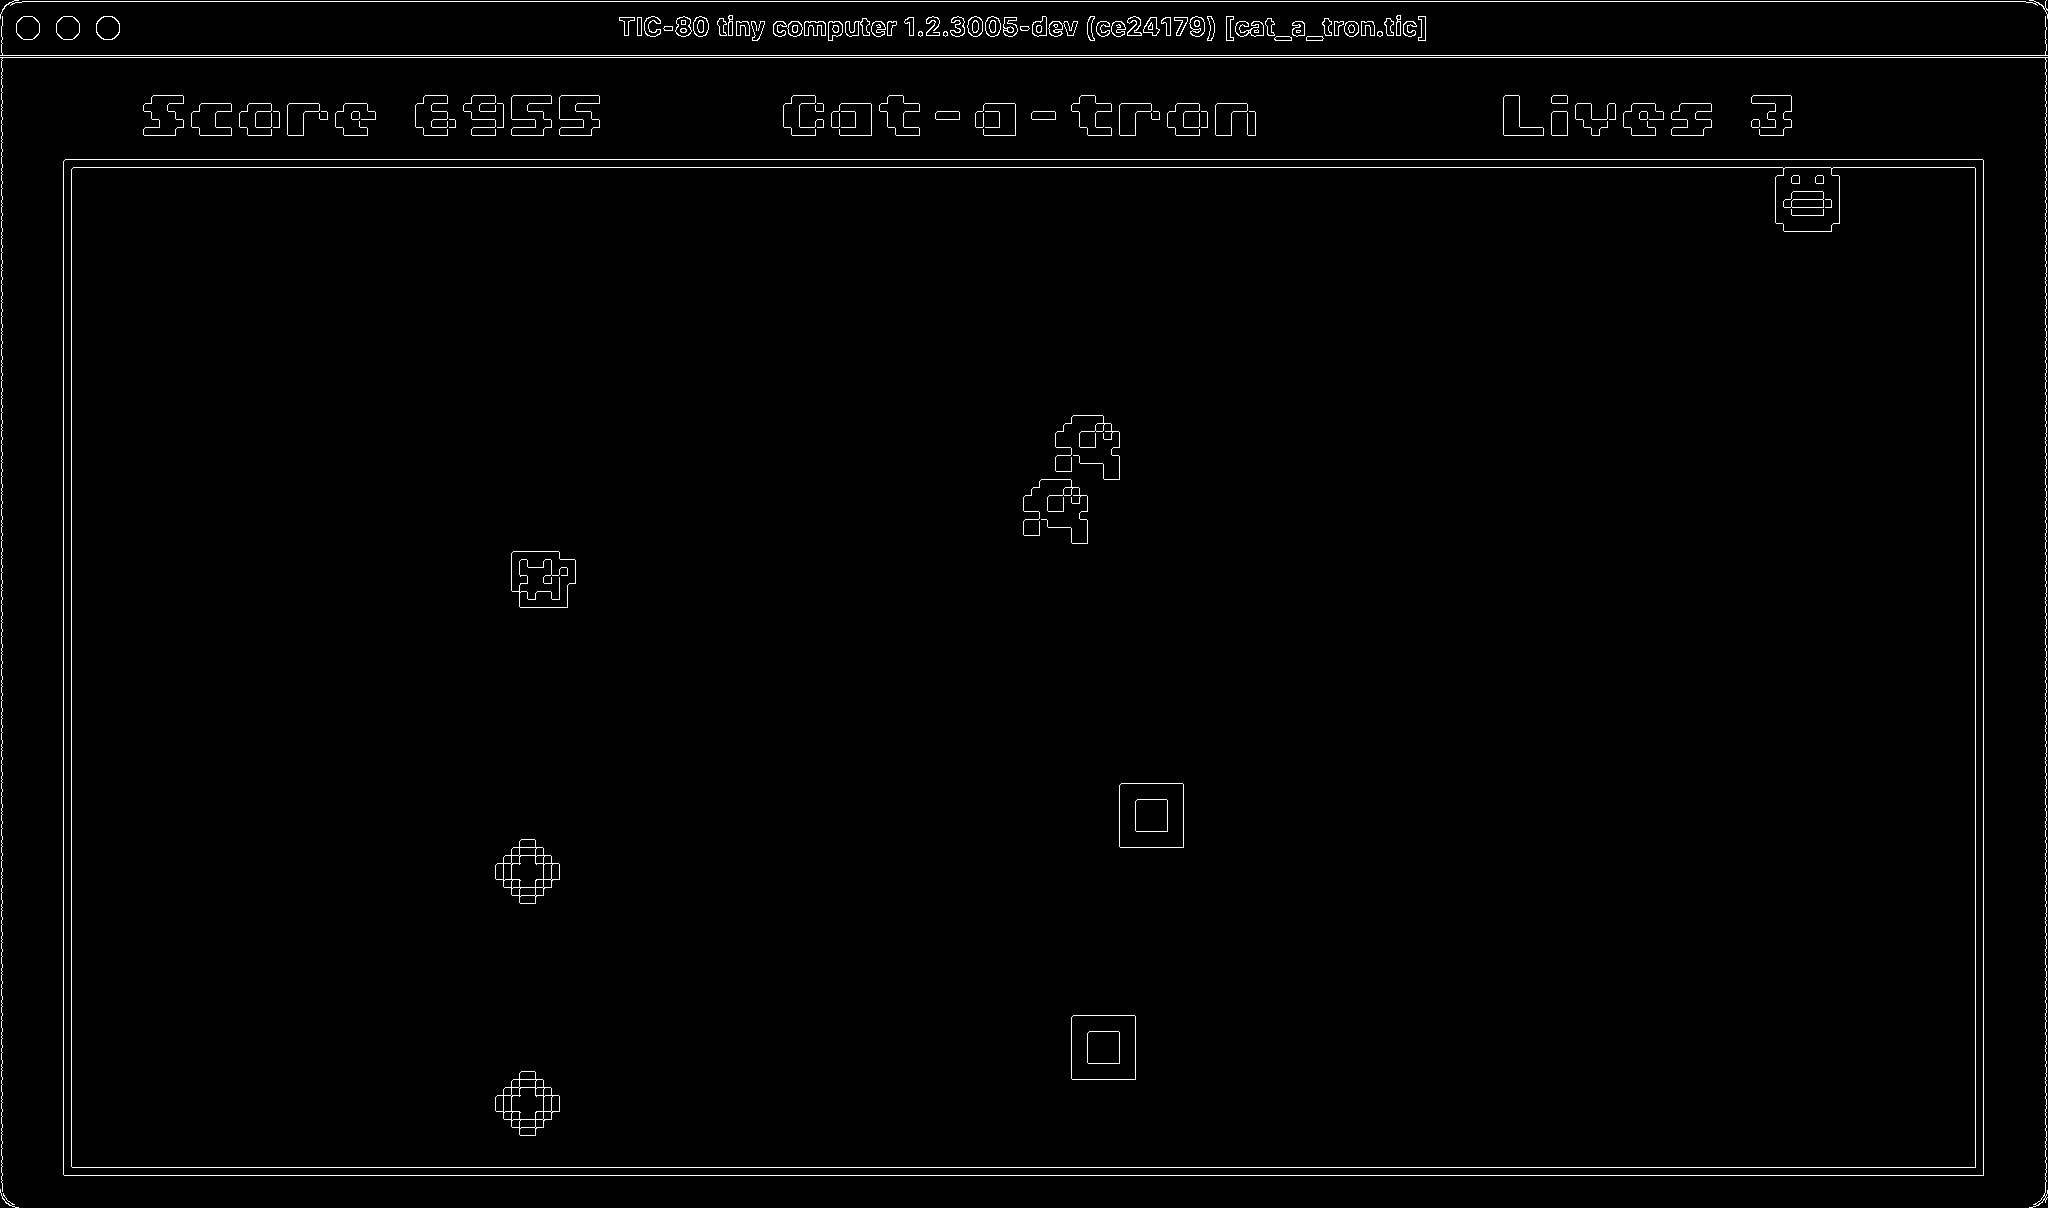 TIC-80 tiny computer 1.2.3005-dev (ce24179) [cat_a_tron.tic]
Score 6955 Cat-a-tron Lives 3